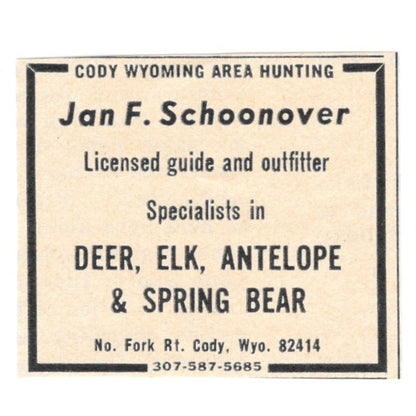 CODY WYOMING AREA HUNTING
Jan F. Schoonover
Licensed guide and outfitter
Specialists in
DEER, ELK, ANTELOPE
& SPRING BEAR
No. Fork Rt. Cody, Wyo. 82414
307-587-5685